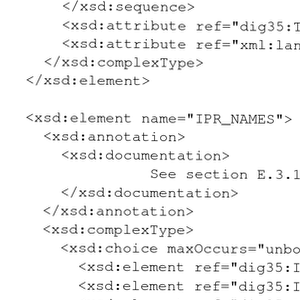 </xsd:sequence>
<xsd:attribute ref="dig35:T
<xsd:attribute ref="xml:lan
</xsd:complexType>
</xsd:element>
<xsd:element name="IPR_NAMES">
<xsd:annotation>
<xsd:documentation>
See section E.3.1
</xsd:documentation>
</xsd:annotation>
<xsd:complexType>
<xsd:choice maxOccurs="unbo
<xsd:element ref="dig35:I
<xsd:element ref="dig35:I